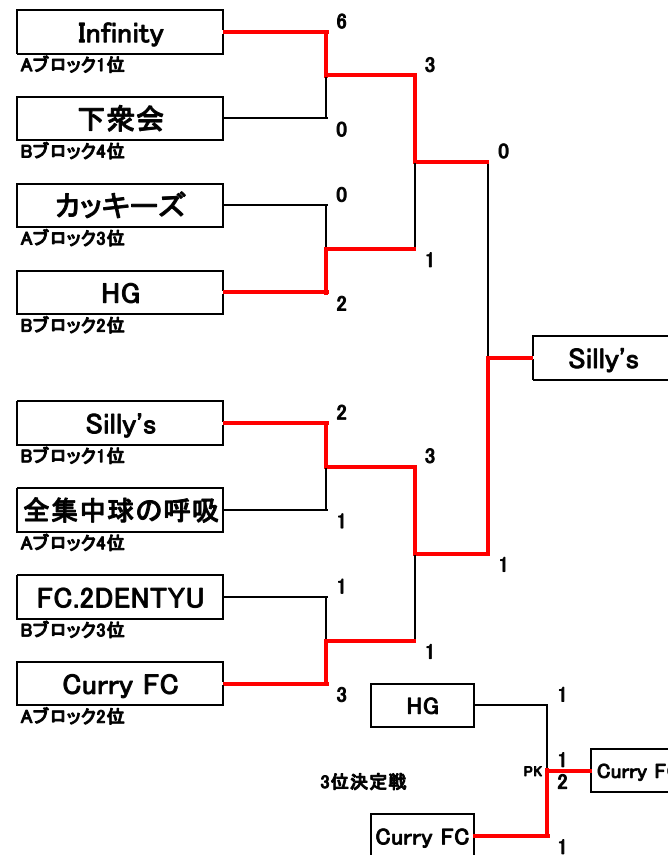 Infinity
Aブロック1位
6
3
下衆会
Bブロック4位
0
0
カッキーズ
Aブロック3位
0
1
HG
Bブロック2位
2
Silly's
Silly's
Bブロック1位
2
3
全集中球の呼吸
Aブロック4位
1
1
FC.2DENTYU
Bブロック3位
1
1
Curry FC
Aブロック2位
3
HG
1
3位決定戦
PK
1
2
Curry FC
Curry FC
1